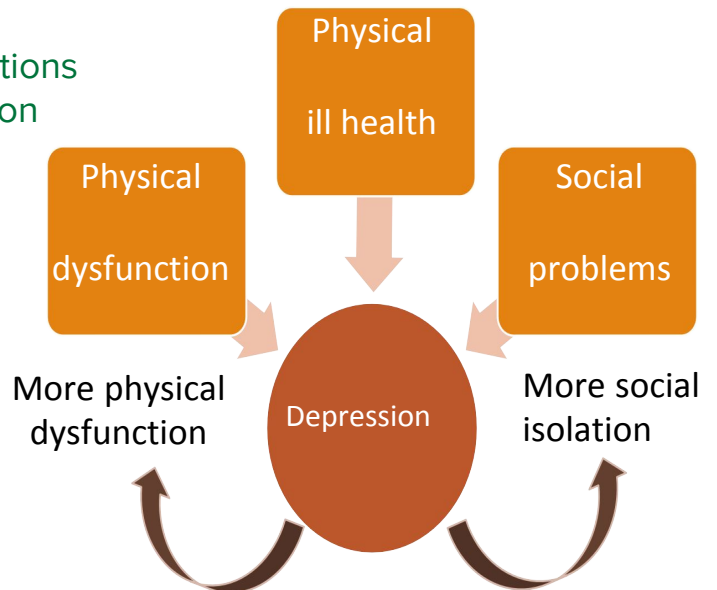 tions
on
Physical
ill health
Physical
dysfunction
Social
problems
More physical
dysfunction
Depression
More social
isolation